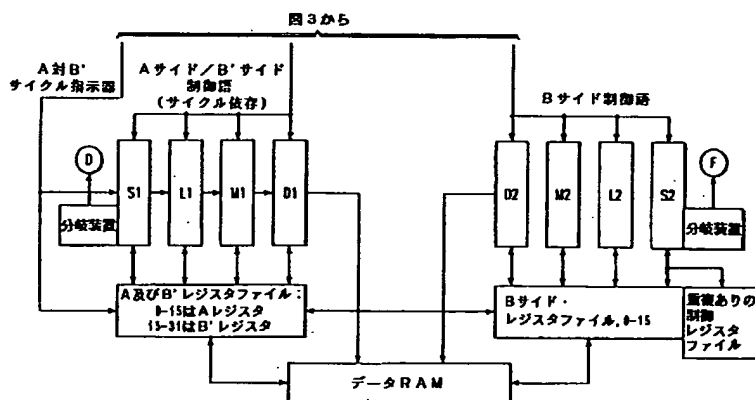 図3から
A対B'
サイクル指示器
Aサイド/B'サイド
制御語
(サイクル依存)
Bサイド制御語
D
S1
L1
M1
D1
D2
M2
L2
S2
F
分岐装置
分岐装置
A及びB'レジスタファイル:
0-15はAレジスタ
15-31はB'レジスタ
Bサイド・
レジスタファイル,0-15
重複ありの
制御
レジスタ
ファイル
データRAM